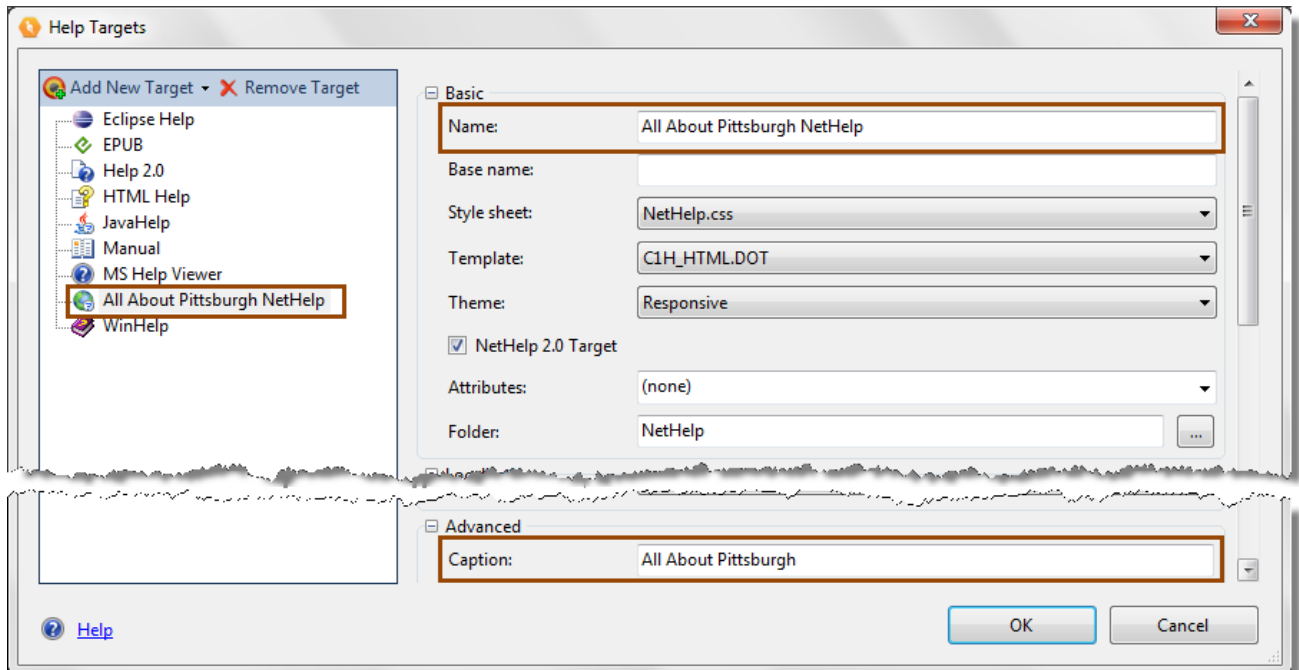 Help Targets
Add New Target
Remove Target
Eclipse Help
EPUB
Help 2.0
HTML Help
JavaHelp
Manual
MS Help Viewer
All About Pittsburgh NetHelp
WinHelp
Basic
Name: All About Pittsburgh NetHelp
Base name:
Style sheet: NetHelp.css
Template: C1H_HTML.DOT
Theme: Responsive
NetHelp 2.0 Target
Attributes: (none)
Folder: NetHelp ...
Advanced
Caption: All About Pittsburgh
Help
OK Cancel